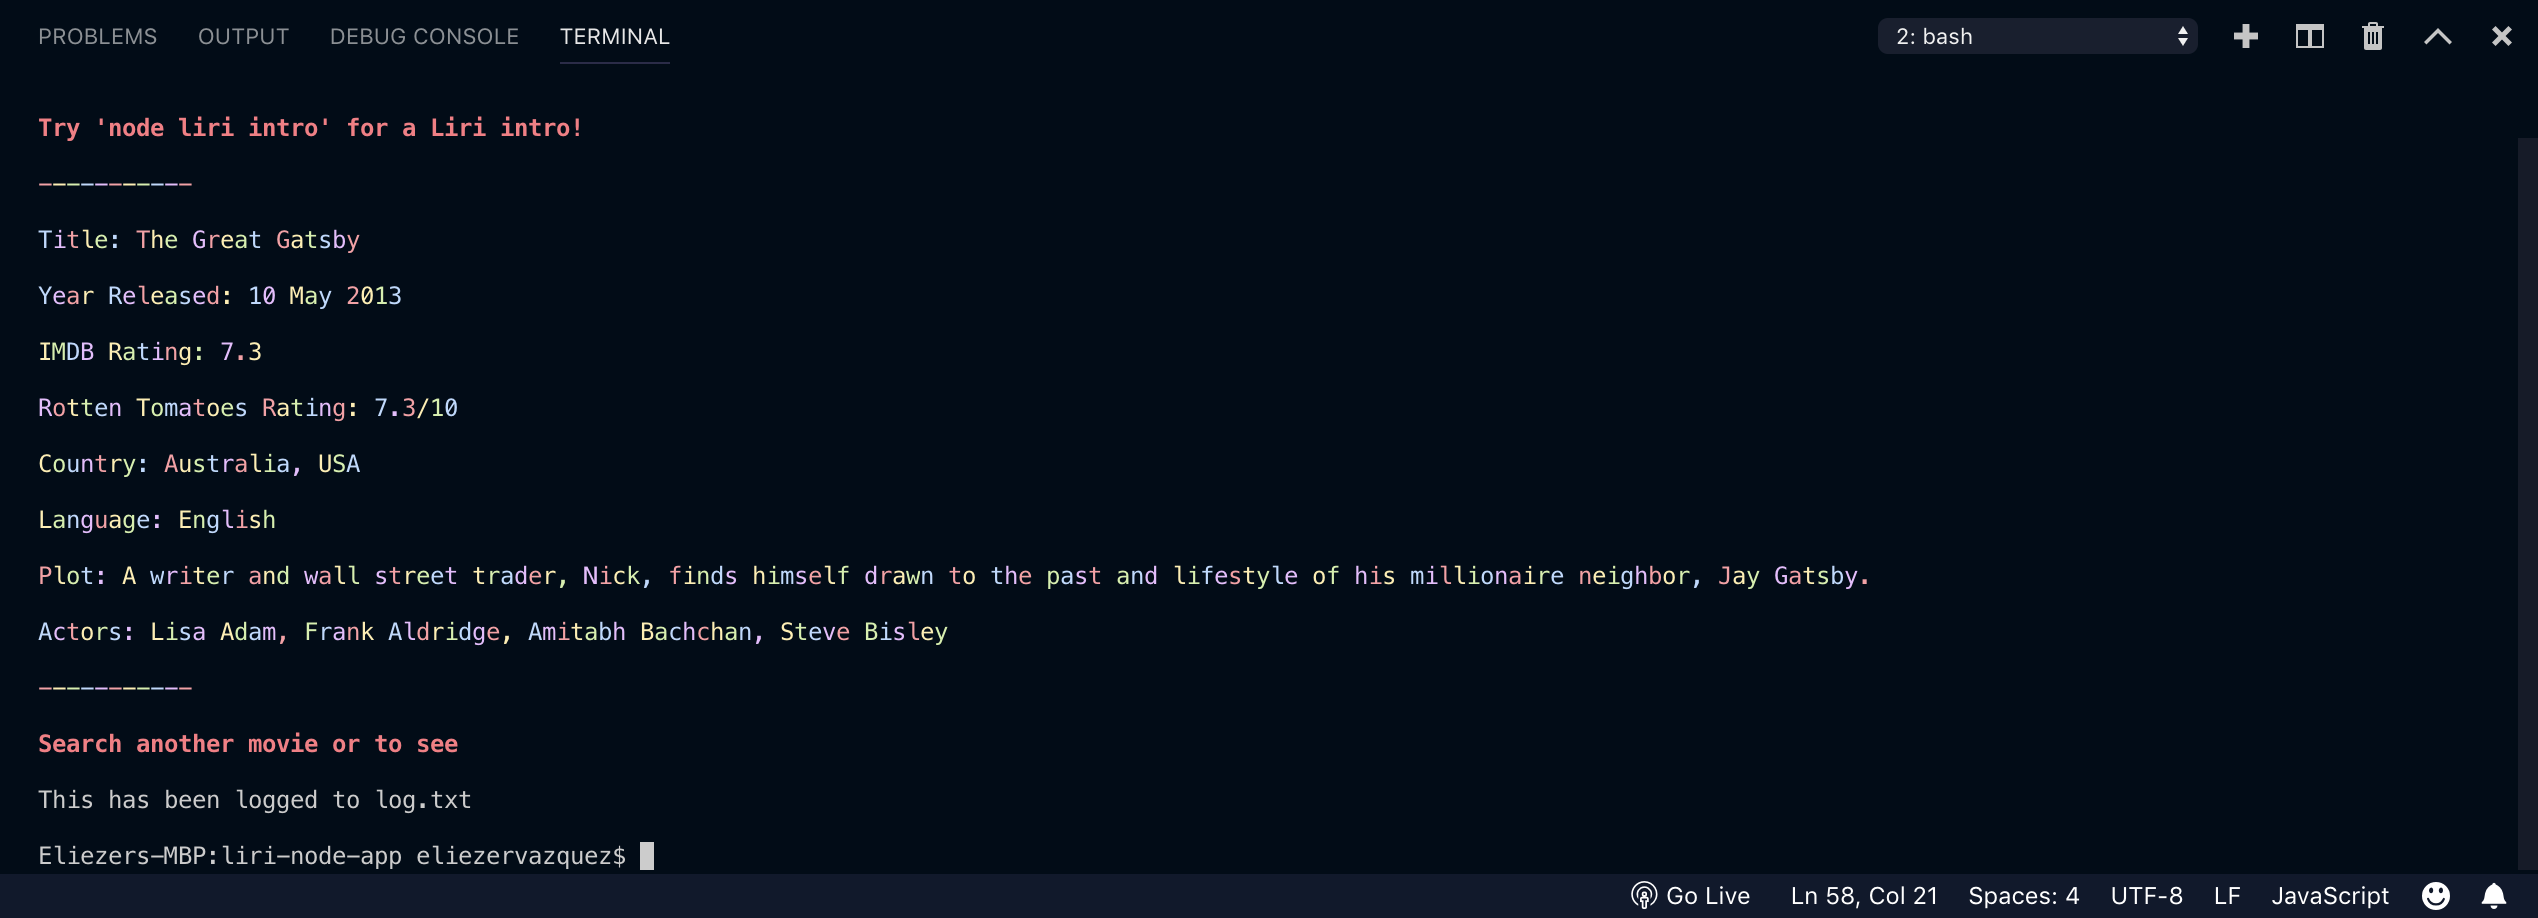 PROBLEMS OUTPUT DEBUG CONSOLE TERMINAL 2: bash
Try 'node liri intro' for a Liri intro!
-----------
Title: The Great Gatsby
Year Released: 10 May 2013
IMDB Rating: 7.3
Rotten Tomatoes Rating: 7.3/10
Country: Australia, USA
Language: English
Plot: A writer and wall street trader, Nick, finds himself drawn to the past and lifestyle of his millionaire neighbor, Jay Gatsby.
Actors: Lisa Adam, Frank Aldridge, Amitabh Bachchan, Steve Bisley
-----------
Search another movie or to see
This has been logged to log.txt
Eliezers-MBP:liri-node-app eliezervazquez$
Go Live Ln 58, Col 21 Spaces: 4 UTF-8 LF JavaScript